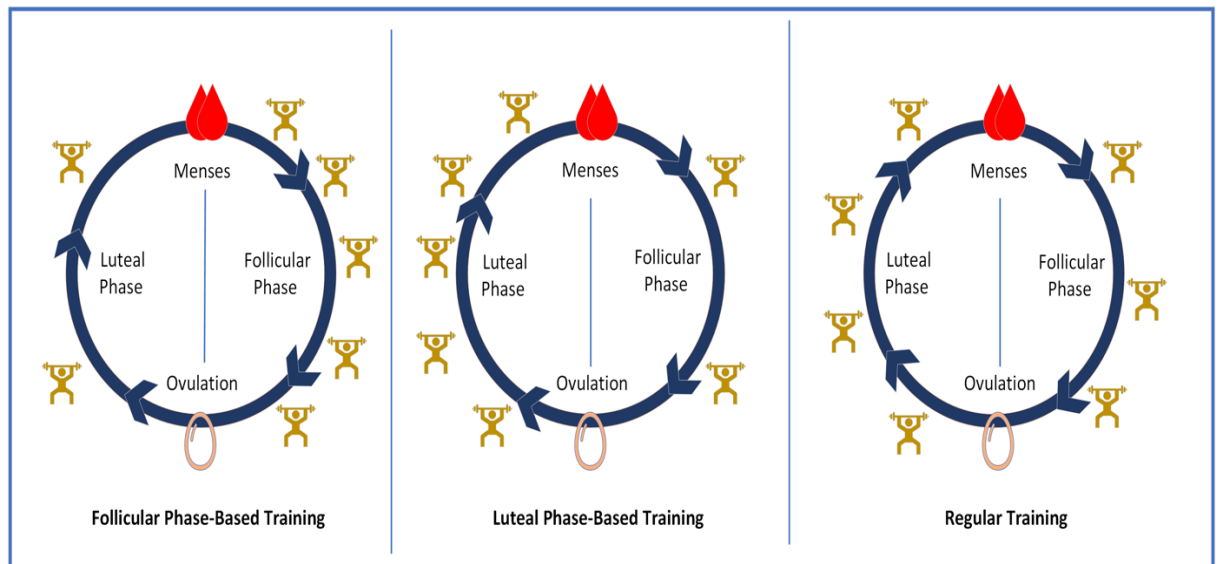 Menses
Luteal
Phase
Follicular
Phase
Ovulation
Follicular Phase-Based Training
Menses
Luteal
Phase
Follicular
Phase
Ovulation
Luteal Phase-Based Training
Menses
Luteal
Phase
Follicular
Phase
Ovulation
Regular Training